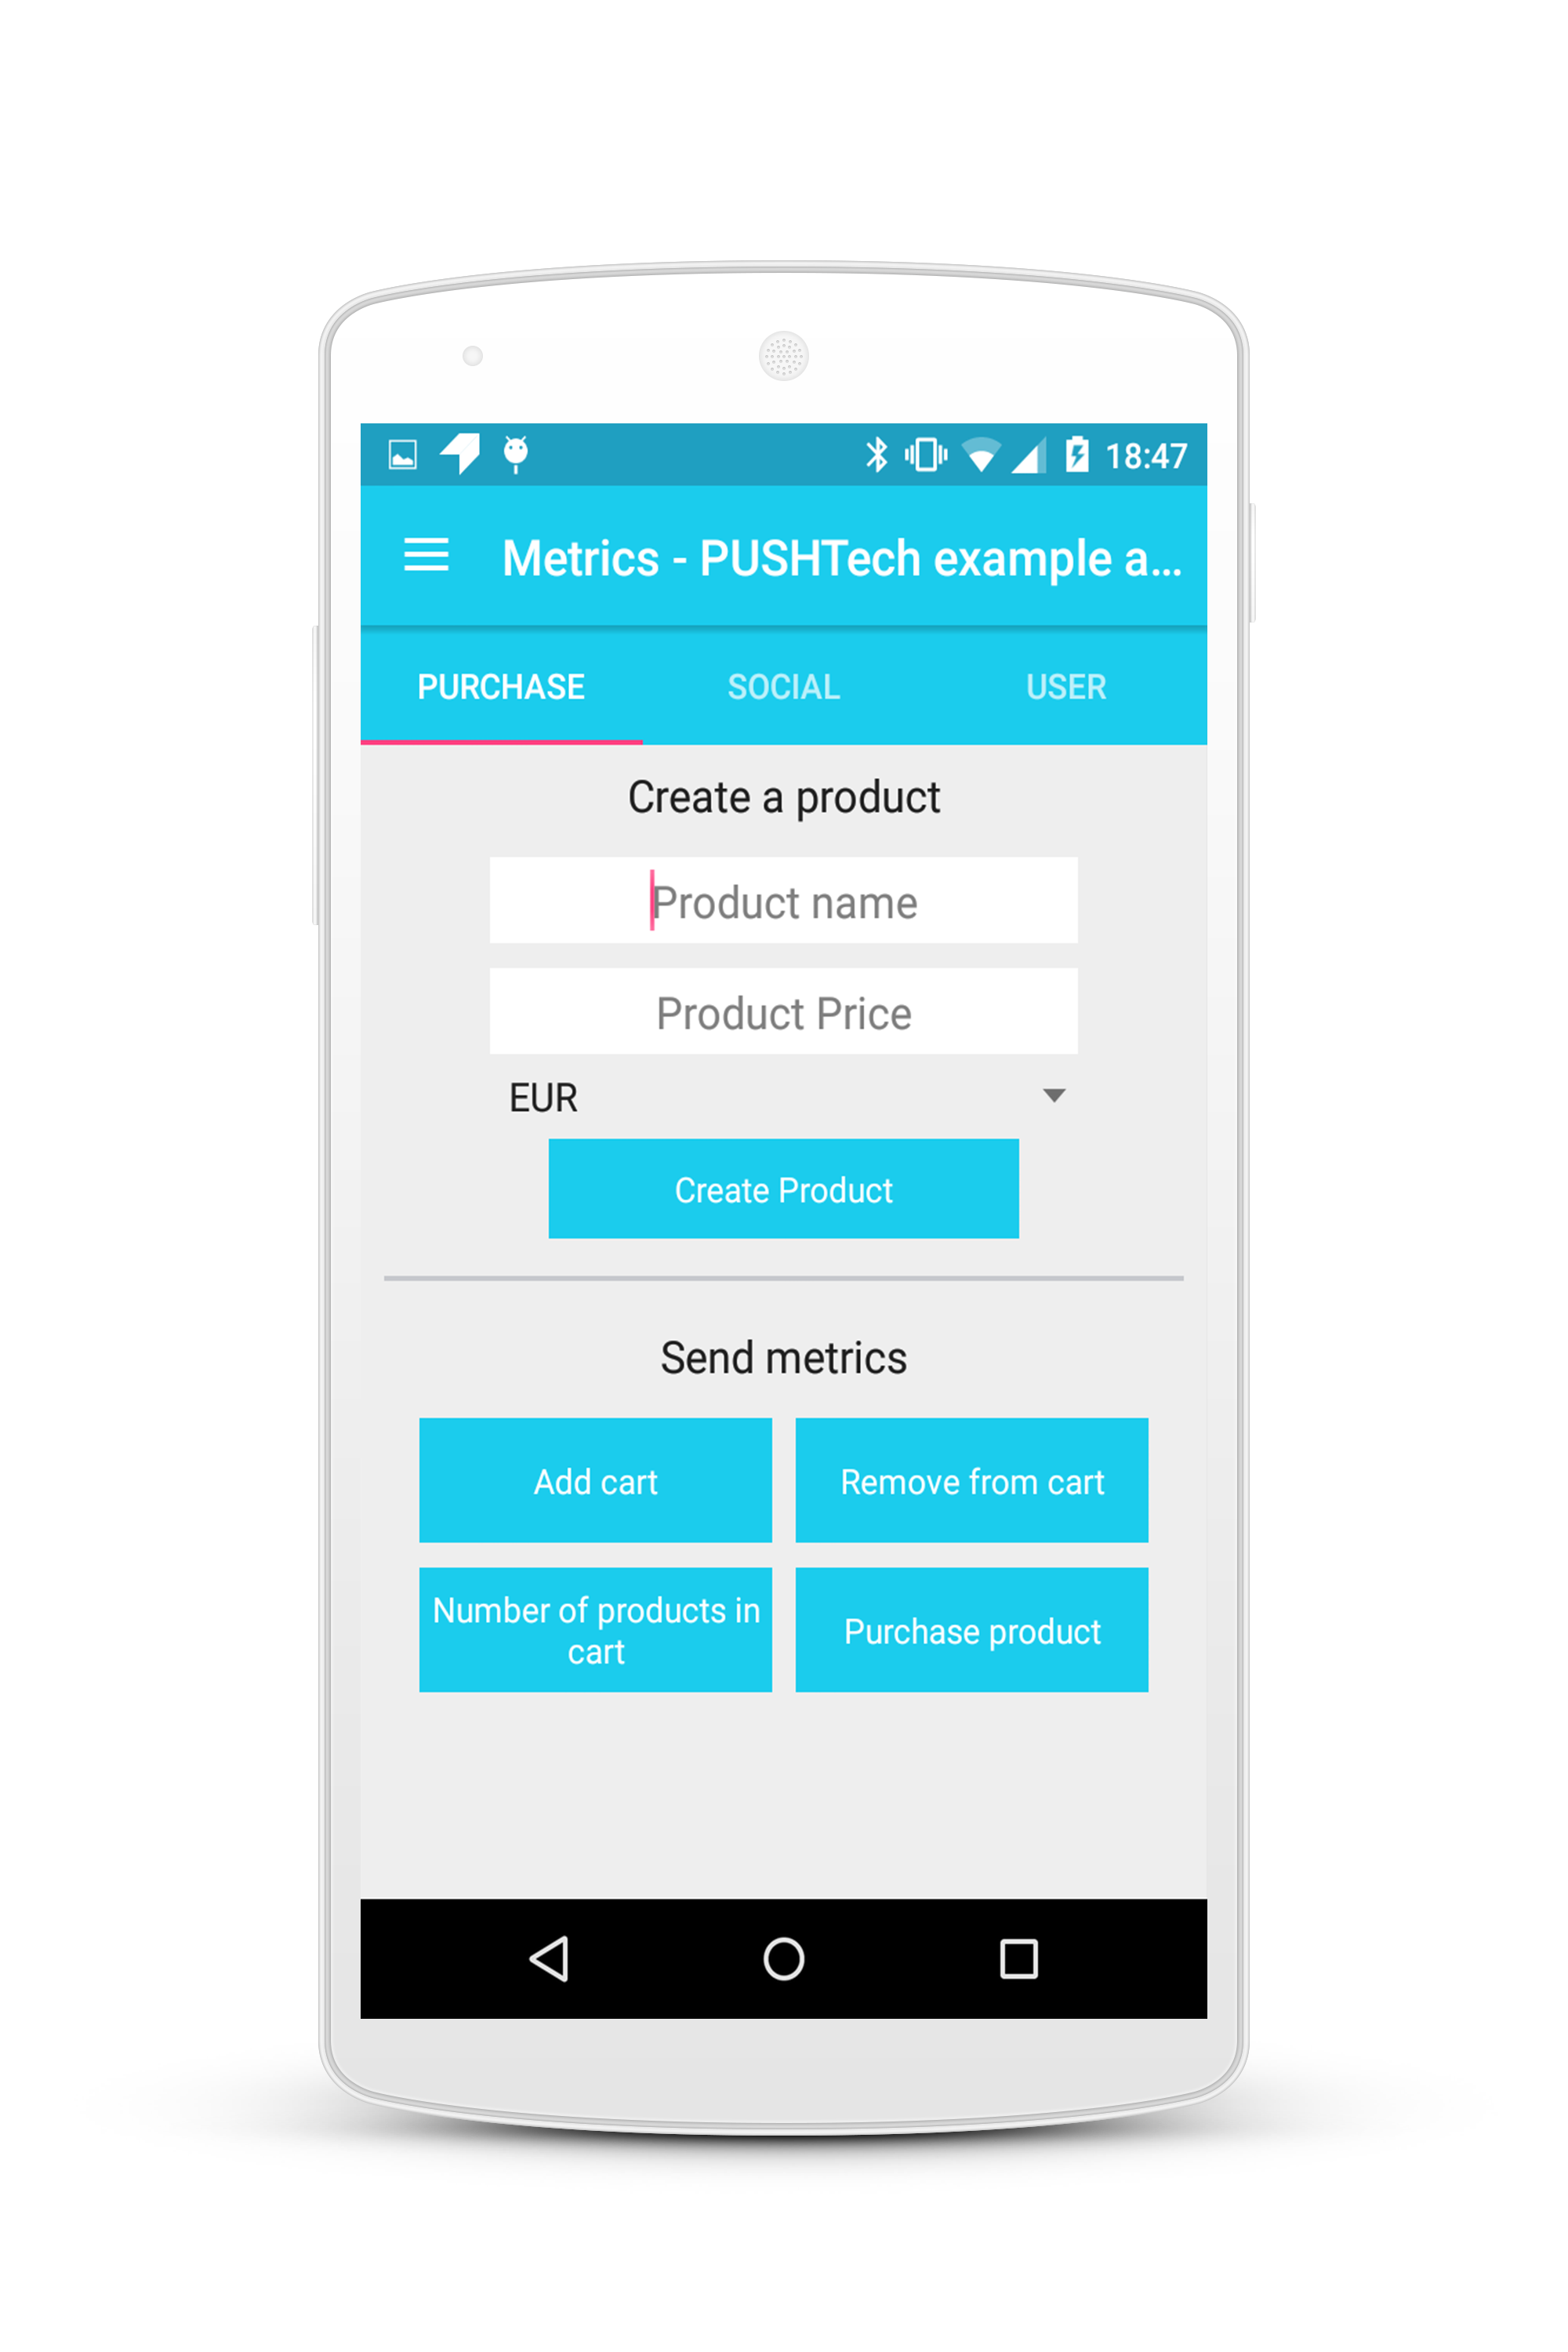 18:47
Metrics - PUSHTech example a...
PURCHASE SOCIAL USER
Create a product
Product name
Product Price
EUR
Create Product
Send metrics
Add cart Remove from cart
Number of products in
cart
Purchase product